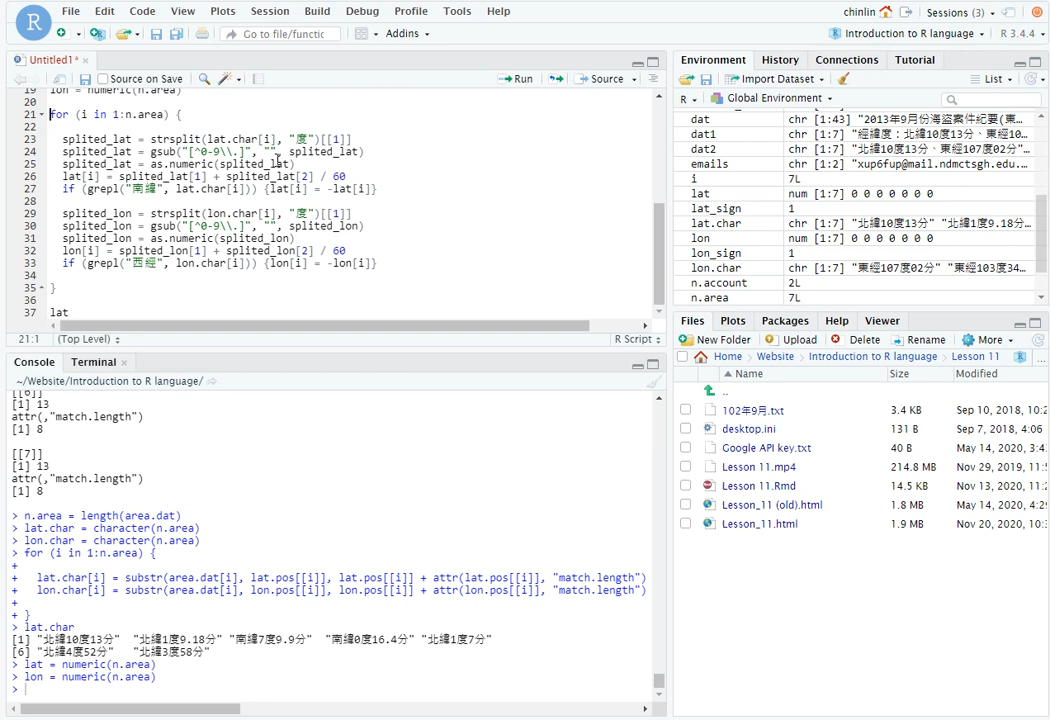 File Edit Code View Plots Session Build Debug Profile Tools Help
chinlin
Sessions (3)
Go to file/functic
Addins
Introduction to R language
R 3.4.4
Untitled1*
Source on Save
Run
Source
19 lon = numeric(n.area)
20
21 for (i in 1:n.area) {
22
23 splited_lat = strsplit(lat.char[i], "度")[[1]]
24 splited_lat = gsub("[^0-9\\.]", "", splited_lat)
25 splited_lat = as.numeric(splited_lat)
26 lat[i] = splited_lat[1] + splited_lat[2] / 60
27 if (grepl("南緯", lat.char[i])) {lat[i] = -lat[i]}
28
29 splited_lon = strsplit(lon.char[i], "度")[[1]]
30 splited_lon = gsub("[^0-9\\.]", "", splited_lon)
31 splited_lon = as.numeric(splited_lon)
32 lon[i] = splited_lon[1] + splited_lon[2] / 60
33 if (grepl("西經", lon.char[i])) {lon[i] = -lon[i]}
34
35 }
36
37 lat
21:1 (Top Level) R Script
Console Terminal
~/Website/Introduction to R language/
[[6]]
[1] 13
attr(,"match.length")
[1] 8
[[7]]
[1] 13
attr(,"match.length")
[1] 8
> n.area = length(area.dat)
> lat.char = character(n.area)
> lon.char = character(n.area)
> for (i in 1:n.area) {
+
+ lat.char[i] = substr(area.dat[i], lat.pos[[i]], lat.pos[[i]] + attr(lat.pos[[i]], "match.length")
+ lon.char[i] = substr(area.dat[i], lon.pos[[i]], lon.pos[[i]] + attr(lon.pos[[i]], "match.length")
+
+ }
> lat.char
[1] "北緯10度13分" "北緯1度9.18分" "南緯7度9.9分" "南緯0度16.4分" "北緯1度7分"
[6] "北緯4度52分" "北緯3度58分"
> lat = numeric(n.area)
> lon = numeric(n.area)
>
Environment History Connections Tutorial
Import Dataset
List
R
Global Environment
dat chr [1:43] "2013年9月份海盜案件紀要(東…
dat1 chr [1:7] "經緯度：北緯10度13分、東經10…
dat2 chr [1:7] "北緯10度13分、東經107度02分"…
emails chr [1:2] "xup6fup@mail.ndmctsgh.edu.…
i 7L
lat num [1:7] 0 0 0 0 0 0 0
lat_sign 1
lat.char chr [1:7] "北緯10度13分" "北緯1度9.18分…
lon num [1:7] 0 0 0 0 0 0 0
lon_sign 1
lon.char chr [1:7] "東經107度02分" "東經103度34…
n.account 2L
n.area 7L
Files Plots Packages Help Viewer
New Folder Upload Delete Rename More
Home Website Introduction to R language Lesson 11
Name Size Modified
..
102年9月.txt 3.4 KB Sep 10, 2018, 10:2
desktop.ini 131 B Sep 7, 2018, 4:06
Google API key.txt 40 B May 14, 2020, 3:4
Lesson 11.mp4 214.8 MB Nov 29, 2019, 11:5
Lesson 11.Rmd 14.5 KB Nov 13, 2020, 11:2
Lesson_11 (old).html 1.8 MB May 14, 2020, 4:29
Lesson_11.html 1.9 MB Nov 20, 2020, 10: